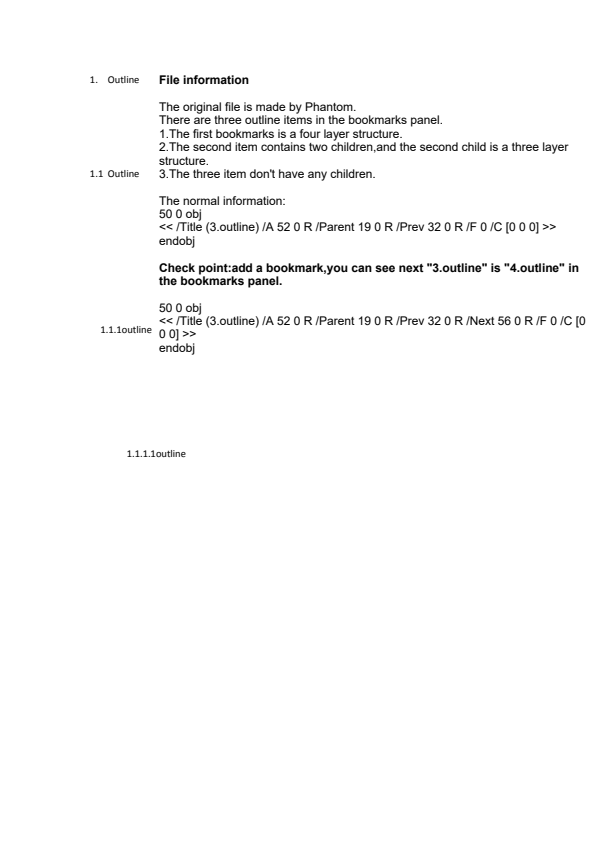 1. Outline
File information
The original file is made by Phantom.
There are three outline items in the bookmarks panel.
1.The first bookmarks is a four layer structure.
2.The second item contains two children,and the second child is a three layer
structure.
1.1 Outline
3.The three item don't have any children.
The normal information:
50 0 obj
<< /Title (3.outline) /A 52 0 R /Parent 19 0 R /Prev 32 0 R /F 0 /C [0 0 0] >>
endobj
Check point:add a bookmark,you can see next "3.outline" is "4.outline" in
the bookmarks panel.
50 0 obj
<< /Title (3.outline) /A 52 0 R /Parent 19 0 R /Prev 32 0 R /Next 56 0 R /F 0 /C [0
1.1.1outline
0 0] >>
endobj
1.1.1.1outline